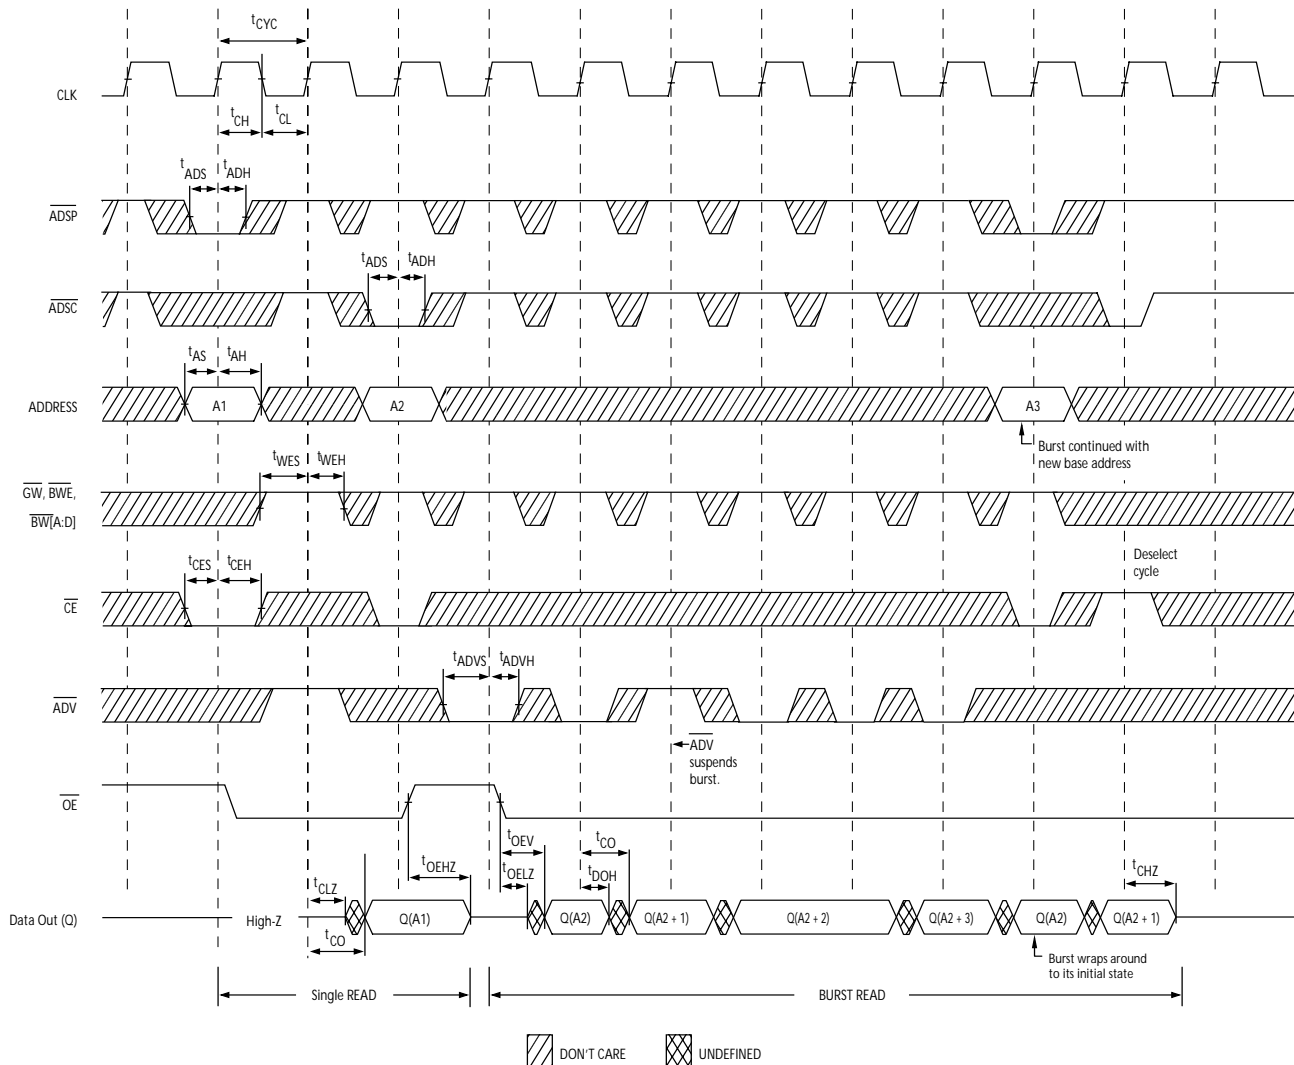 tCYC
CLK
tCH
tCL
tADS
tADH
ADSP
tADS
tADH
ADSC
tAS
tAH
ADDRESS
A1
A2
A3
Burst continued with
new base address
tWES
tWEH
GW, BWE,
BW[A:D]
Deselect
cycle
tCES
tCEH
CE
tADVS
tADVH
ADV
ADV
suspends
burst.
OE
tOEV
tCO
tOEHZ
tOELZ
tDOH
tCHZ
tCLZ
Data Out (Q)
High-Z
Q(A1)
Q(A2)
Q(A2 + 1)
Q(A2 + 2)
Q(A2 + 3)
Q(A2)
Q(A2 + 1)
tCO
Burst wraps around
to its initial state
Single READ
BURST READ
DON'T CARE
UNDEFINED